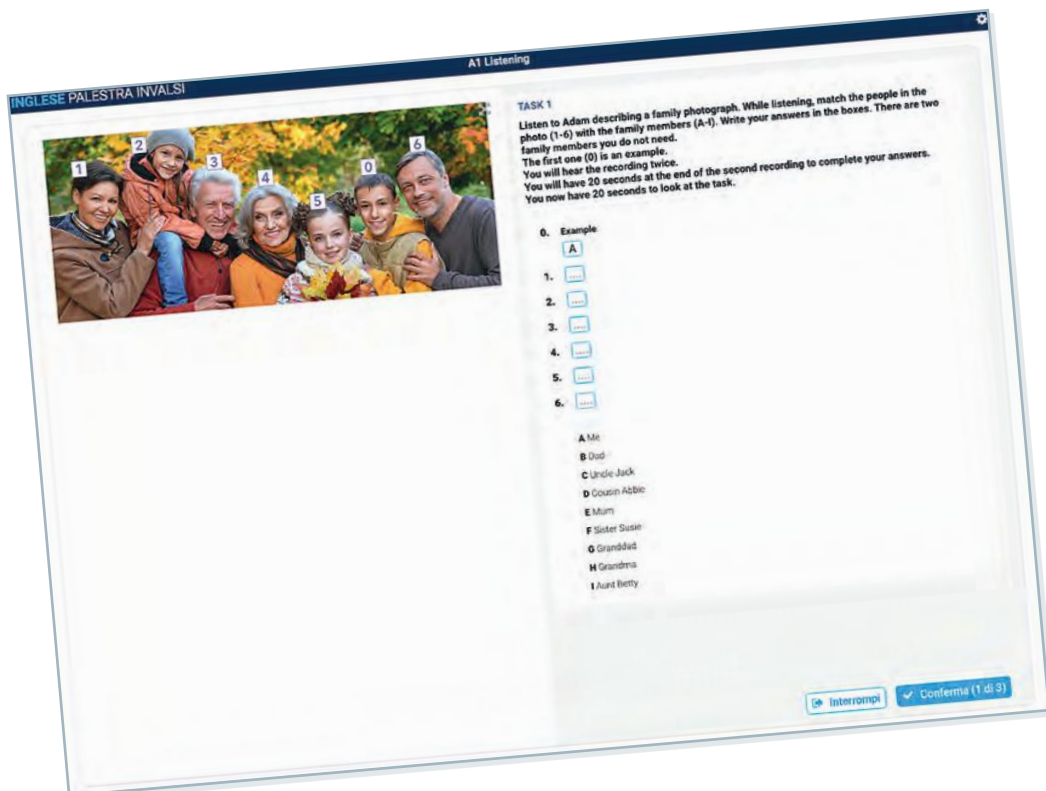 A1 Listening
INGLESE PALESTRA INVALSI
1
2
3
4
5
0
6
TASK 1
Listen to Adam describing a family photograph. While listening, match the people in the
photo (1-6) with the family members (A-I). Write your answers in the boxes. There are two
family members you do not need.
The first one (0) is an example.
You will hear the recording twice.
You will have 20 seconds at the end of the second recording to complete your answers.
You now have 20 seconds to look at the task.
0. Example
A
1. ....
2. ....
3. ....
4. ....
5. ....
6. ....
A Me
B Dad
C Uncle Jack
D Cousin Abbie
E Mum
F Sister Susie
G Granddad
H Grandma
I Aunt Betty
Interrompi
Conferma (1 di 3)